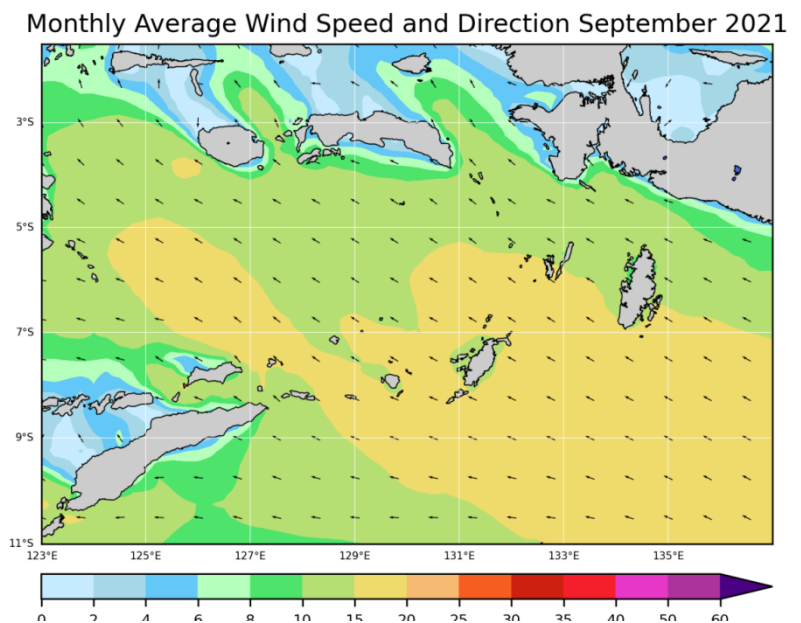 Monthly Average Wind Speed and Direction September 2021
3°S
5°S
7°S
9°S
11°S
123°E 125°E 127°E 129°E 131°E 133°E 135°E
0 2 4 6 8 10 15 20 25 30 35 40 50 60